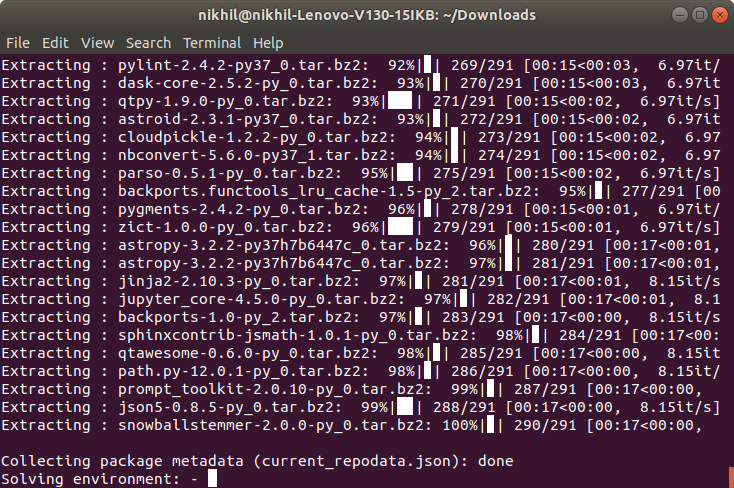 nikhil@nikhil-Lenovo-V130-15IKB: ~/Downloads
File Edit View Search Terminal Help
Extracting : pylint-2.4.2-py37_0.tar.bz2:  92%| | 269/291 [00:15<00:03,  6.97it/
Extracting : dask-core-2.5.2-py_0.tar.bz2:  93%| | 270/291 [00:15<00:03,  6.97it
Extracting : qtpy-1.9.0-py_0.tar.bz2:  93%| | 271/291 [00:15<00:02,  6.97it/s]
Extracting : astroid-2.3.1-py37_0.tar.bz2:  93%| | 272/291 [00:15<00:02,  6.97it
Extracting : cloudpickle-1.2.2-py_0.tar.bz2:  94%| | 273/291 [00:15<00:02,  6.97
Extracting : nbconvert-5.6.0-py37_1.tar.bz2:  94%| | 274/291 [00:15<00:02,  6.97
Extracting : parso-0.5.1-py_0.tar.bz2:  95%| | 275/291 [00:15<00:02,  6.97it/s]
Extracting : backports.functools_lru_cache-1.5-py_2.tar.bz2:  95%| | 277/291 [00
Extracting : pygments-2.4.2-py_0.tar.bz2:  96%| | 278/291 [00:15<00:01,  6.97it/
Extracting : zict-1.0.0-py_0.tar.bz2:  96%| | 279/291 [00:15<00:01,  6.97it/s]
Extracting : astropy-3.2.2-py37h7b6447c_0.tar.bz2:  96%| | 280/291 [00:17<00:01,
Extracting : astropy-3.2.2-py37h7b6447c_0.tar.bz2:  97%| | 281/291 [00:17<00:01,
Extracting : jinja2-2.10.3-py_0.tar.bz2:  97%| | 281/291 [00:17<00:01,  8.15it/s
Extracting : jupyter_core-4.5.0-py_0.tar.bz2:  97%| | 282/291 [00:17<00:01,  8.1
Extracting : backports-1.0-py_2.tar.bz2:  97%| | 283/291 [00:17<00:00,  8.15it/s
Extracting : sphinxcontrib-jsmath-1.0.1-py_0.tar.bz2:  98%| | 284/291 [00:17<00:
Extracting : qtawesome-0.6.0-py_0.tar.bz2:  98%| | 285/291 [00:17<00:00,  8.15it
Extracting : path.py-12.0.1-py_0.tar.bz2:  98%| | 286/291 [00:17<00:00,  8.15it/
Extracting : prompt_toolkit-2.0.10-py_0.tar.bz2:  99%| | 287/291 [00:17<00:00,
Extracting : json5-0.8.5-py_0.tar.bz2:  99%| | 288/291 [00:17<00:00,  8.15it/s]
Extracting : snowballstemmer-2.0.0-py_0.tar.bz2: 100%| | 290/291 [00:17<00:00,
Collecting package metadata (current_repodata.json): done
Solving environment: -